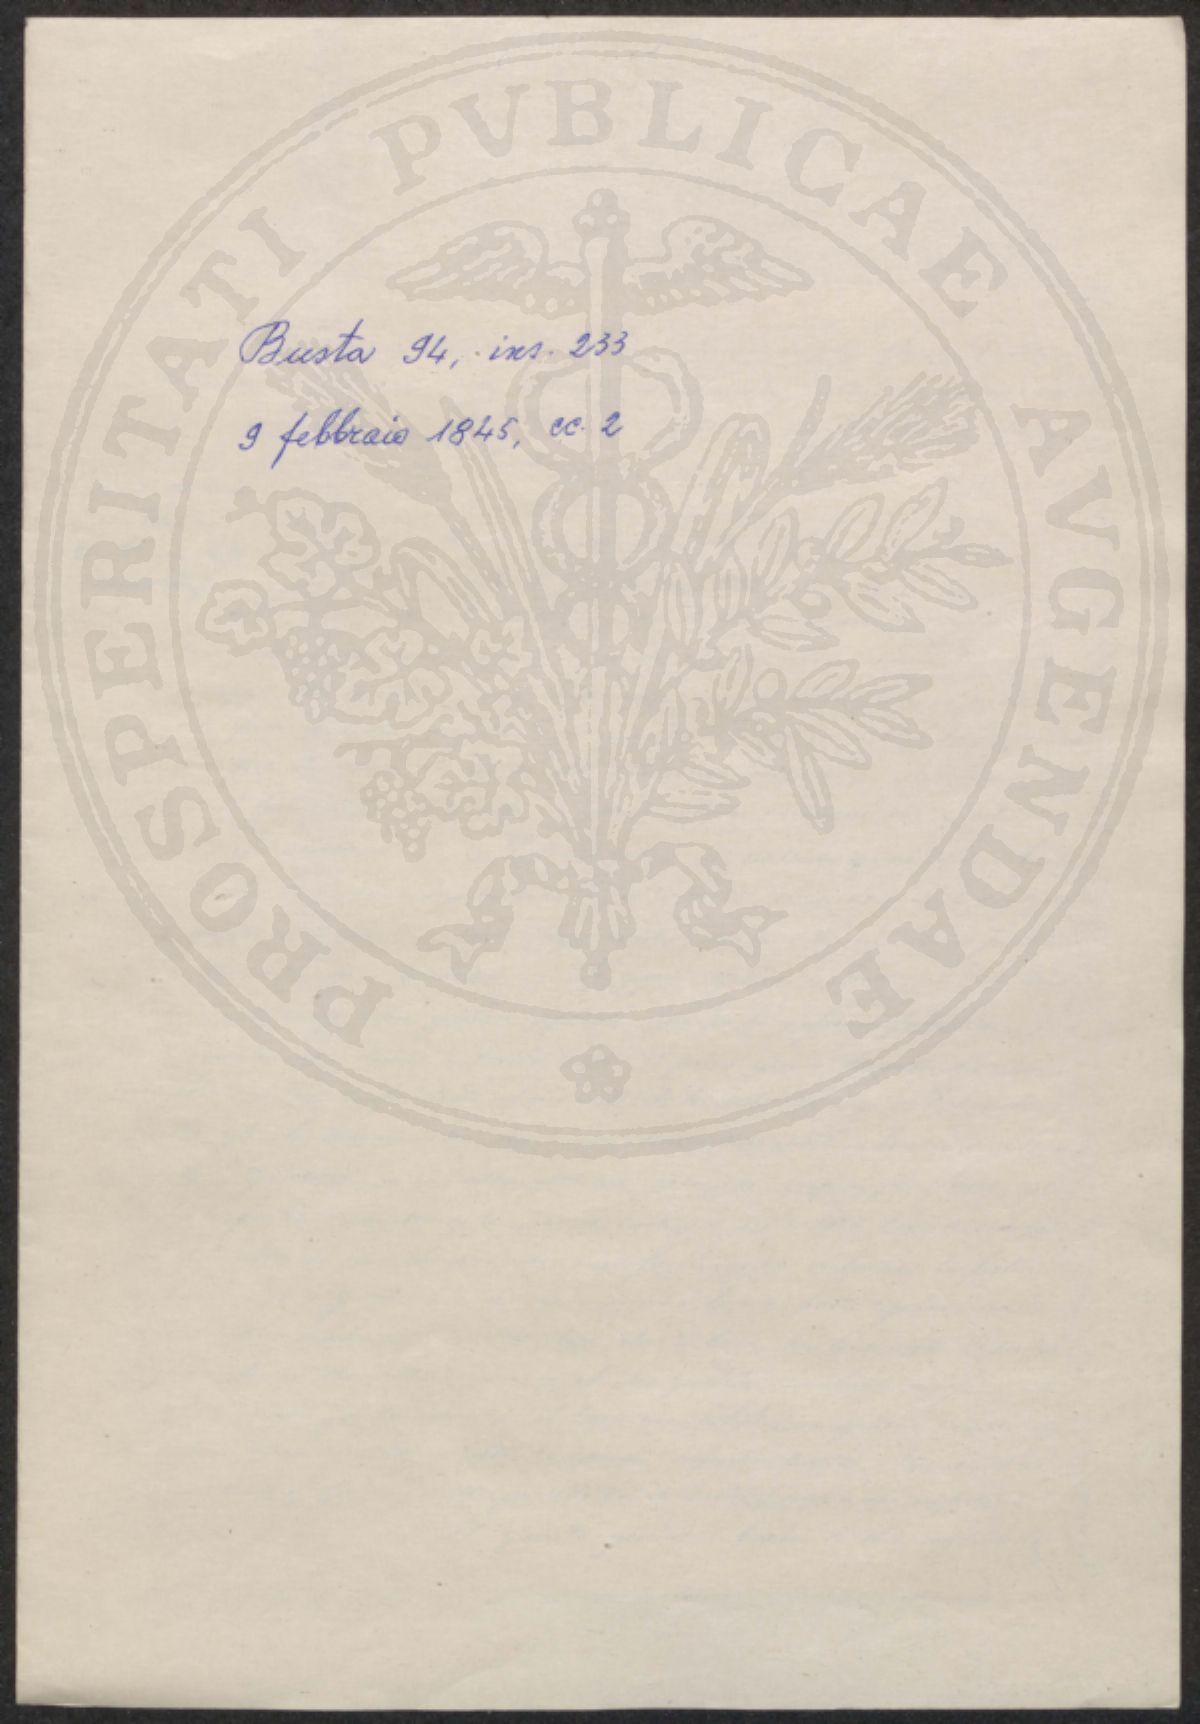 PROSPERITATI PVBLICAE AVGENDAE
Busta 94, ins. 233
9 febbraio 1845, cc. 2